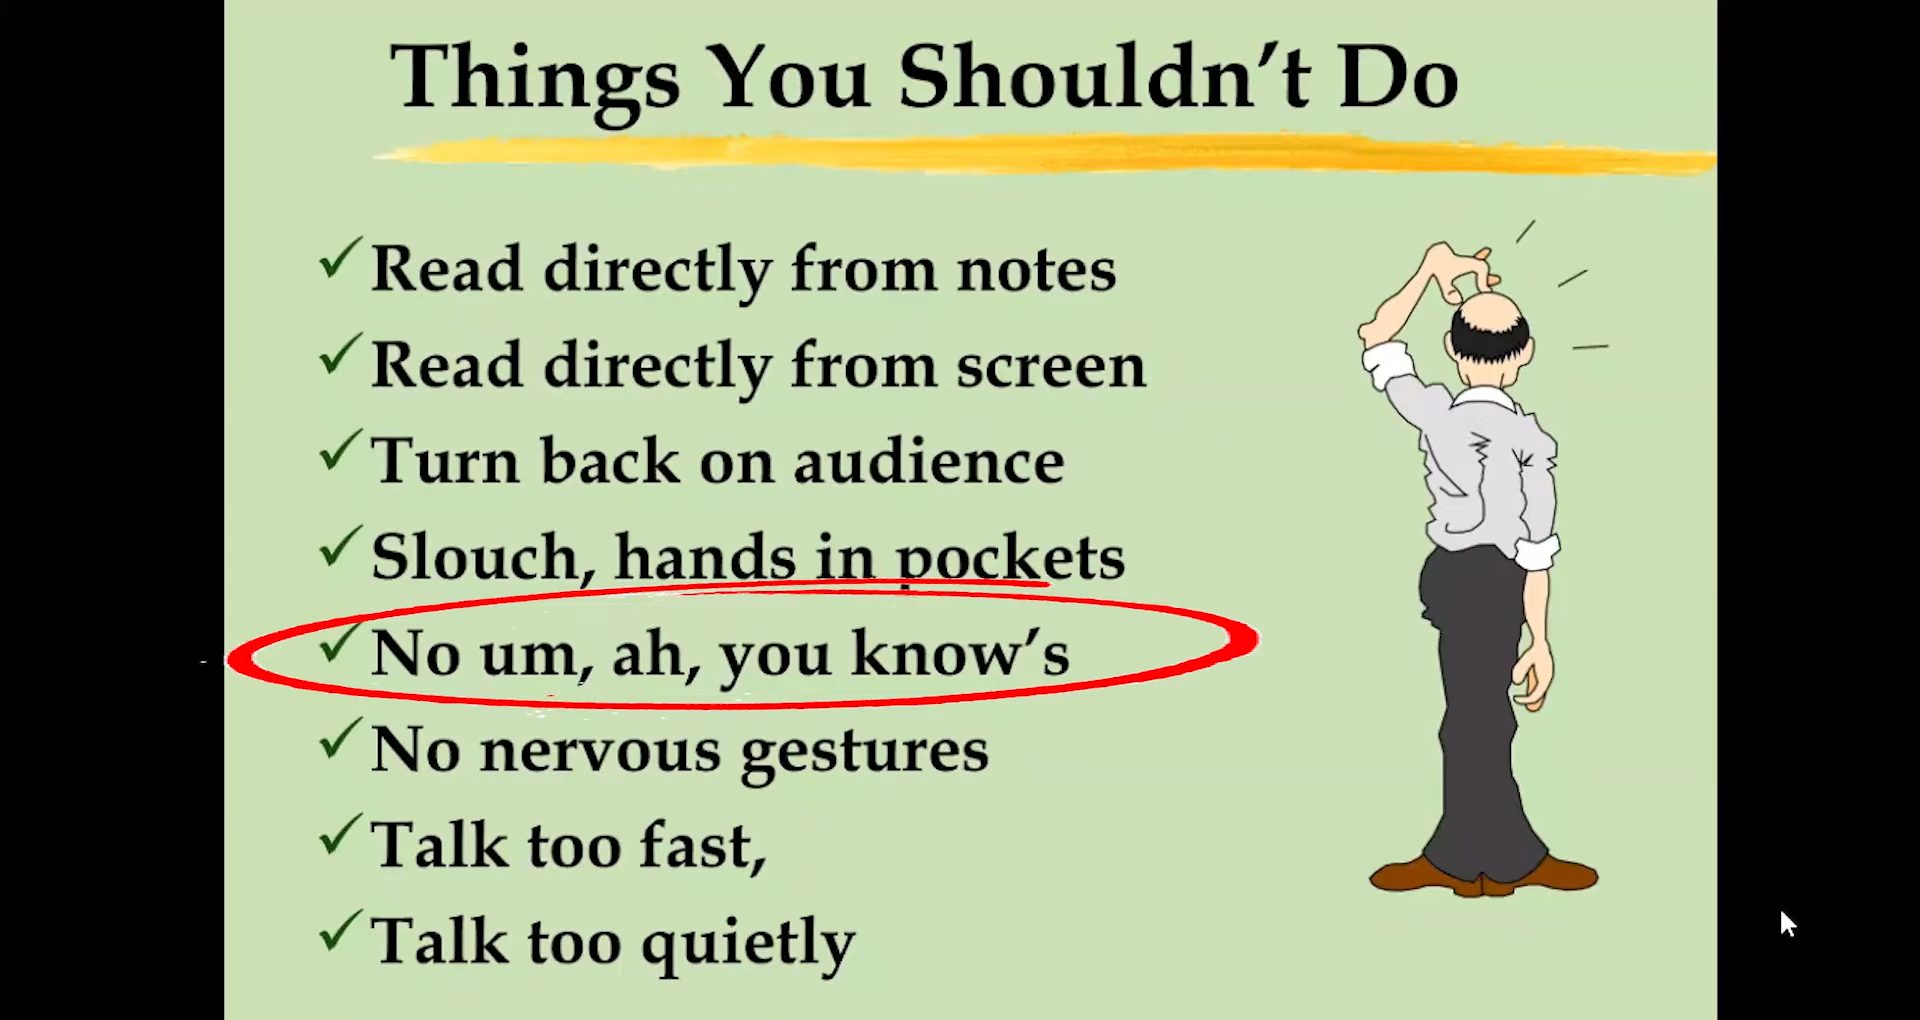 Things You Shouldn’t Do
Read directly from notes
Read directly from screen
Turn back on audience
Slouch, hands in pockets
No um, ah, you know’s
No nervous gestures
Talk too fast,
Talk too quietly